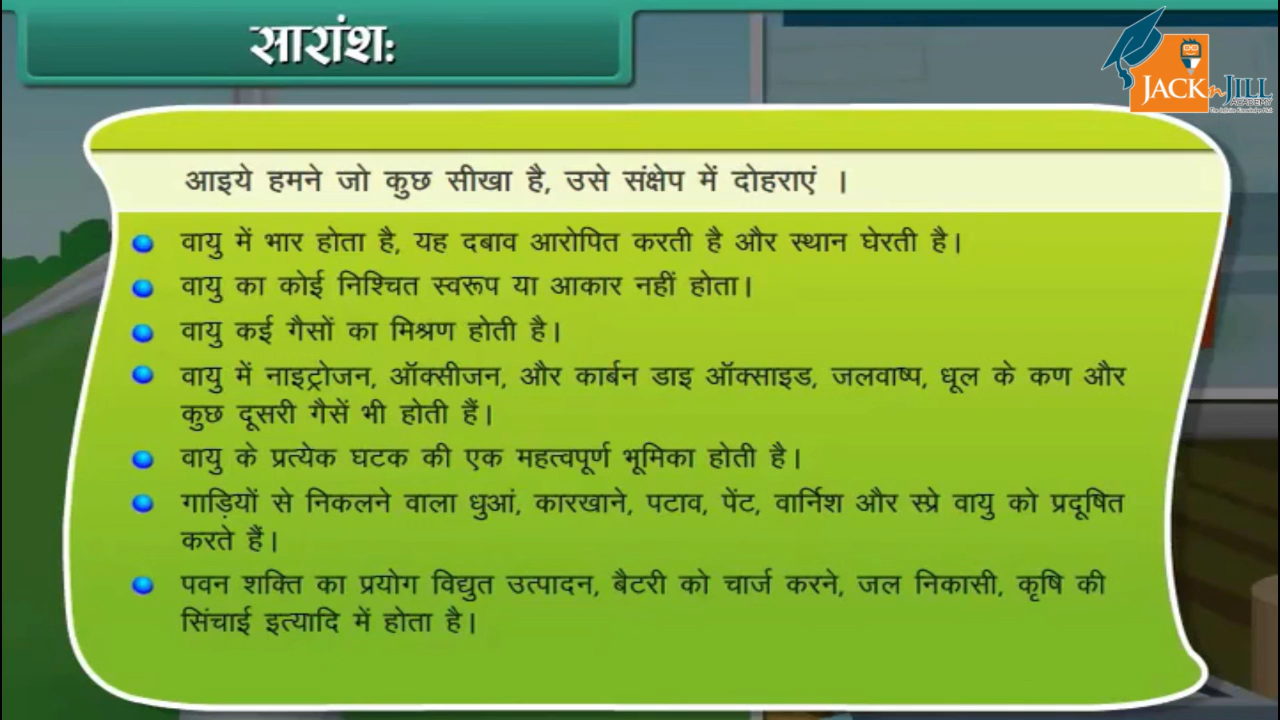 सारांश:
JACK n JILL
ACADEMY
आइये हमने जो कुछ सीखा है, उसे संक्षेप में दोहराएं ।
वायु में भार होता है, यह दबाव आरोपित करती है और स्थान घेरती है।
वायु का कोई निश्चित स्वरूप या आकार नहीं होता।
वायु कई गैसों का मिश्रण होती है।
वायु में नाइट्रोजन, ऑक्सीजन, और कार्बन डाइ ऑक्साइड, जलवाष्प, धूल के कण और
कुछ दूसरी गैसें भी होती हैं।
वायु के प्रत्येक घटक की एक महत्वपूर्ण भूमिका होती है।
गाड़ियों से निकलने वाला धुआं, कारखाने, पटाव, पेंट, वार्निश और स्प्रे वायु को प्रदूषित
करते हैं।
पवन शक्ति का प्रयोग विद्युत उत्पादन, बैटरी को चार्ज करने, जल निकासी, कृषि की
सिंचाई इत्यादि में होता है।